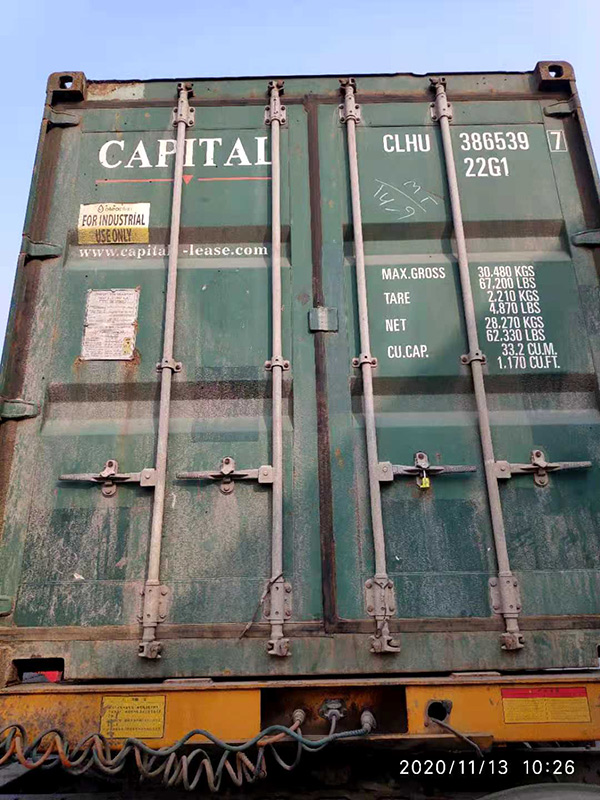 CAPITAL
CLHU 386539 7
22G1
FOR INDUSTRIAL
USE ONLY
www.capital -lease.com
MAX.GROSS 30.480 KGS
67.200 LBS
TARE 2.210 KGS
4.870 LBS
NET 28.270 KGS
62.330 LBS
CU.CAP. 33.2 CU.M.
1.170 CU.FT.
2020/11/13 10:26